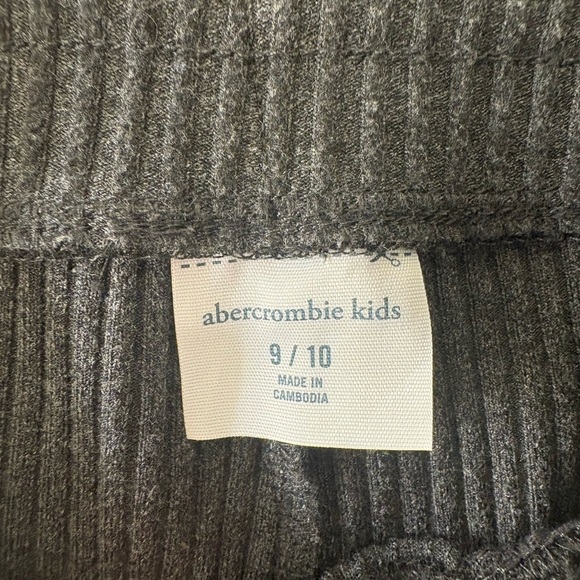 abercrombie kids
9 / 10
MADE IN
CAMBODIA